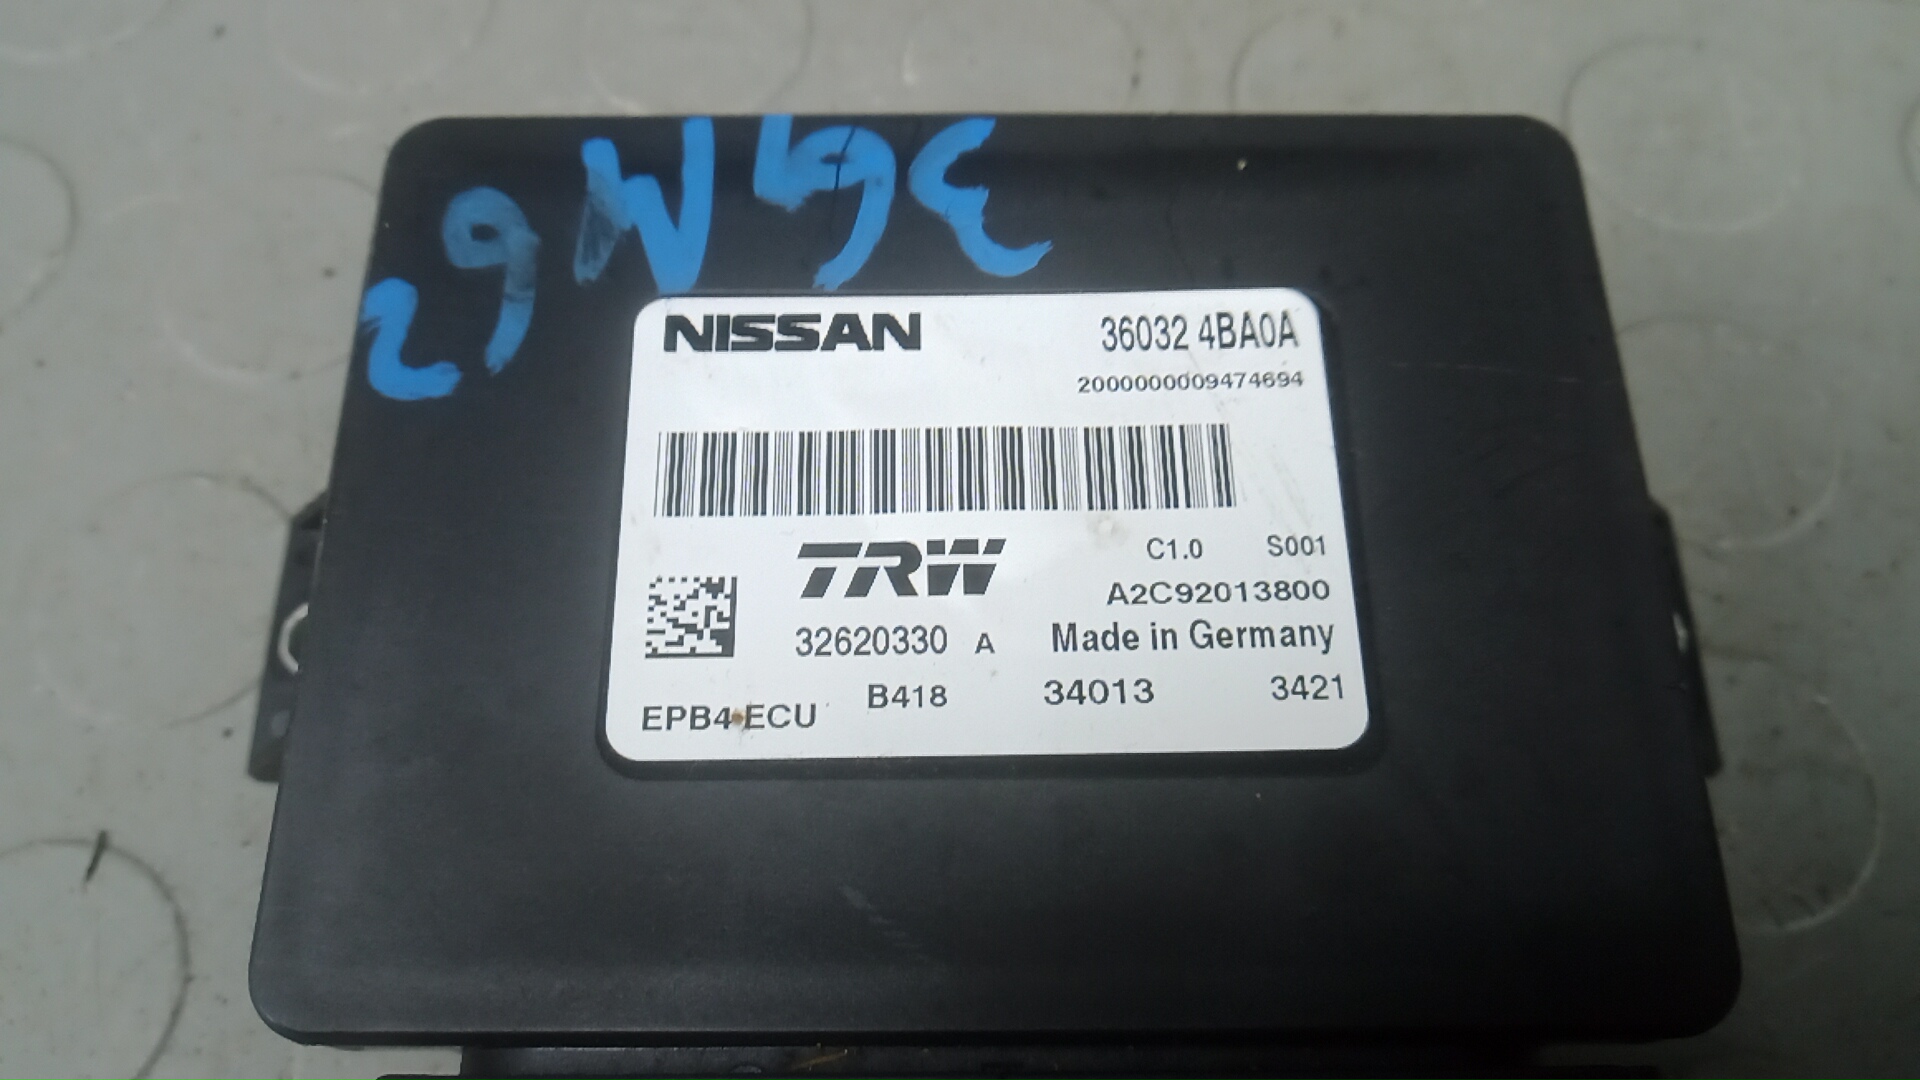 NISSAN 36032 4BA0A
2000000009474694
TRW C1.0 S001
A2C92013800
32620330 A Made in Germany
EPB4 ECU B418 34013 3421